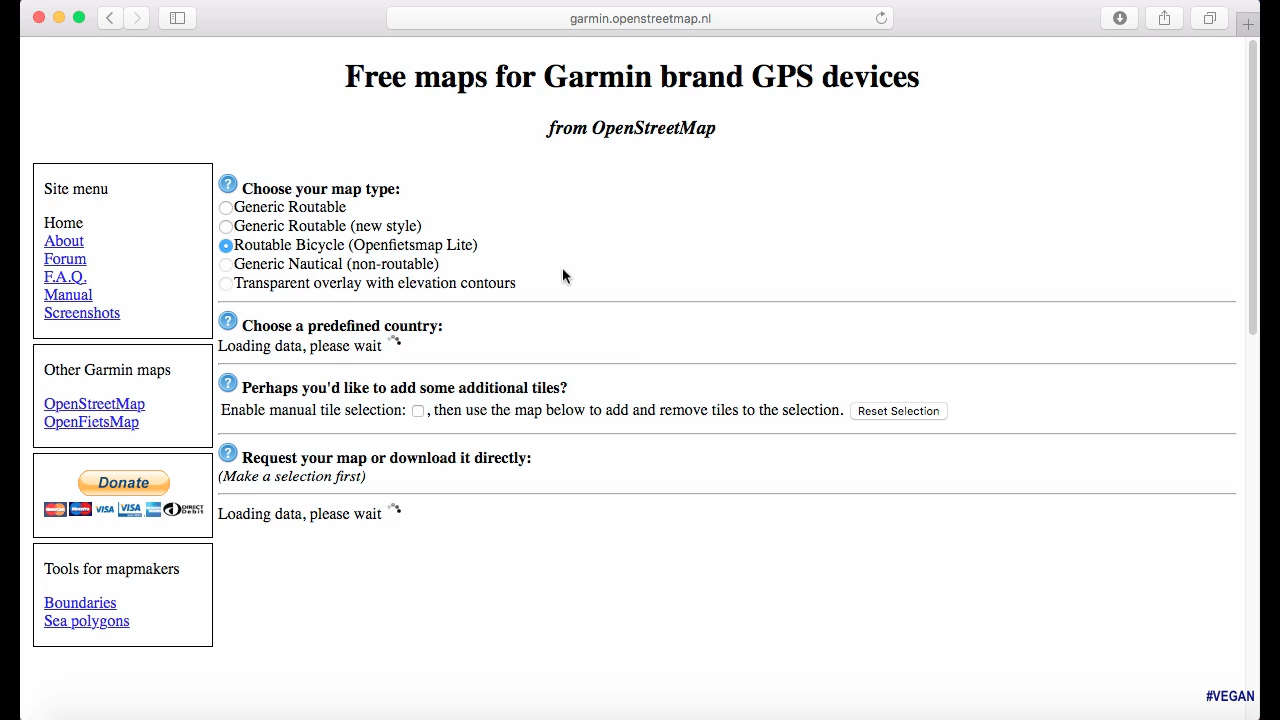 garmin.openstreetmap.nl
Free maps for Garmin brand GPS devices
from OpenStreetMap
Site menu
Home
About
Forum
F.A.Q.
Manual
Screenshots
Other Garmin maps
OpenStreetMap
OpenFietsMap
Donate
VISA VISA DIRECT Debit
Tools for mapmakers
Boundaries
Sea polygons
? Choose your map type:
Generic Routable
Generic Routable (new style)
Routable Bicycle (Openfietsmap Lite)
Generic Nautical (non-routable)
Transparent overlay with elevation contours
? Choose a predefined country:
Loading data, please wait
? Perhaps you'd like to add some additional tiles?
Enable manual tile selection: , then use the map below to add and remove tiles to the selection. Reset Selection
? Request your map or download it directly:
(Make a selection first)
Loading data, please wait
#VEGAN